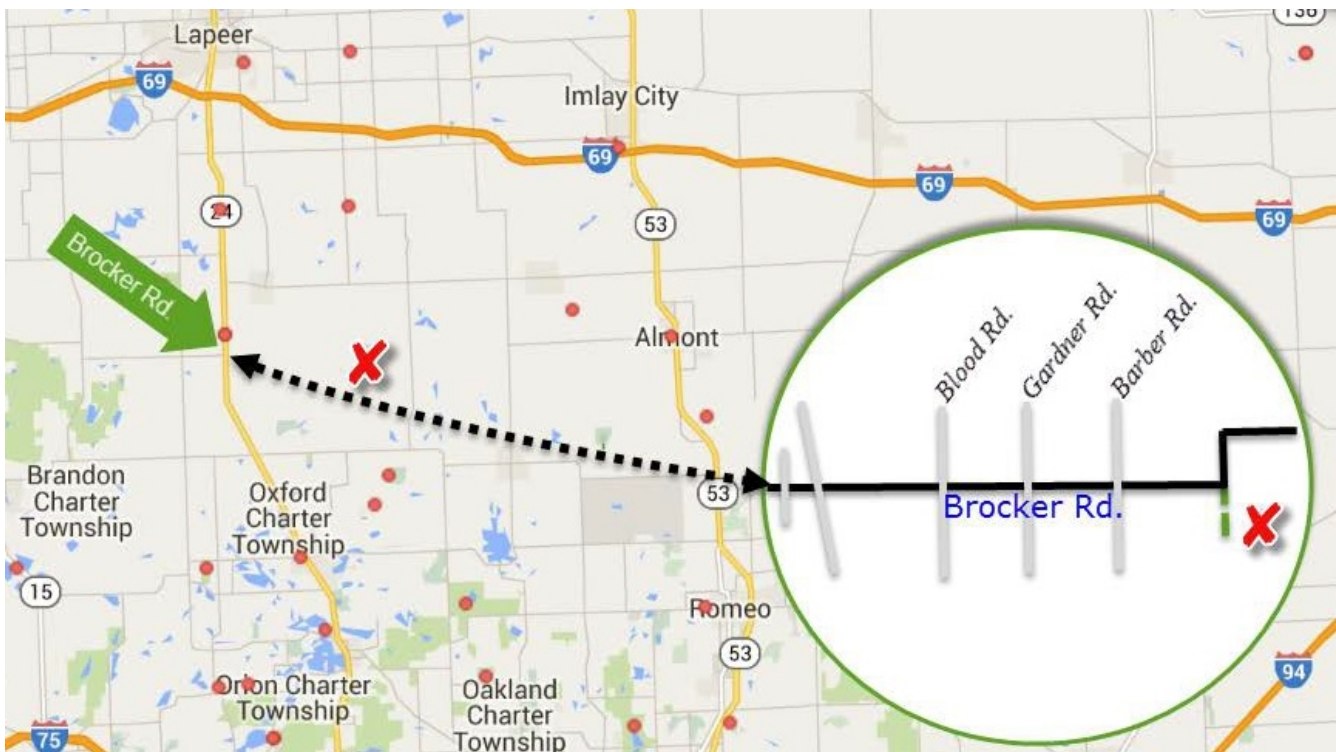 136
Lapeer
69
Imlay City
69
69
69
24
53
Brocker Rd.
Almont
Blood Rd.
Gardner Rd.
Barber Rd.
Brandon
Charter
Township
Oxford
Charter
Township
53
Brocker Rd.
15
Romeo
53
94
Orion Charter
Township
Oakland
Charter
Township
75